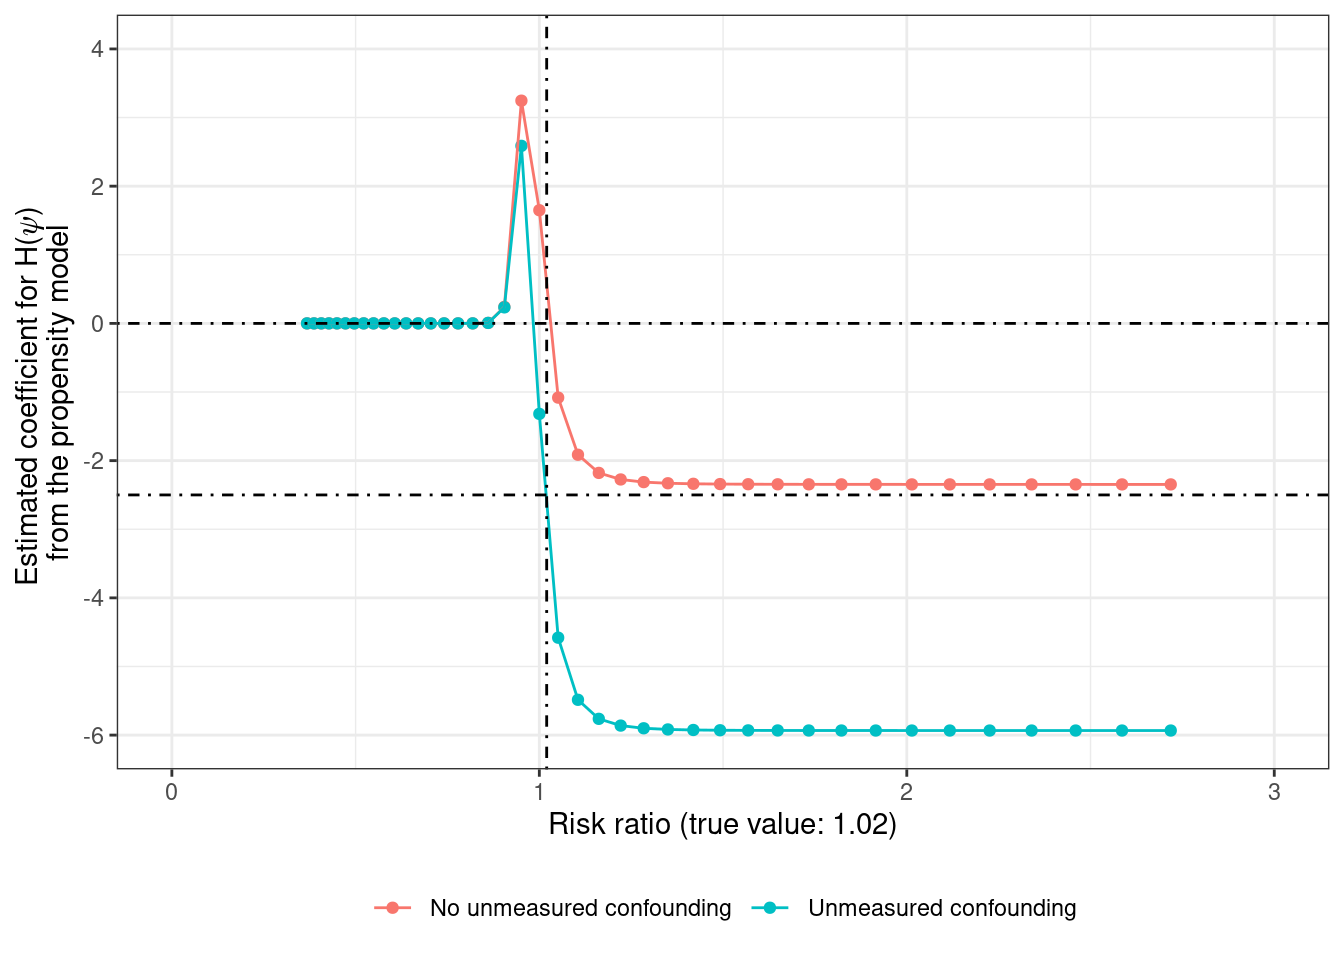 Estimated coefficient for H(ψ)
from the propensity model
4
2
0
-2
-4
-6
0
1
2
3
Risk ratio (true value: 1.02)
No unmeasured confounding
Unmeasured confounding